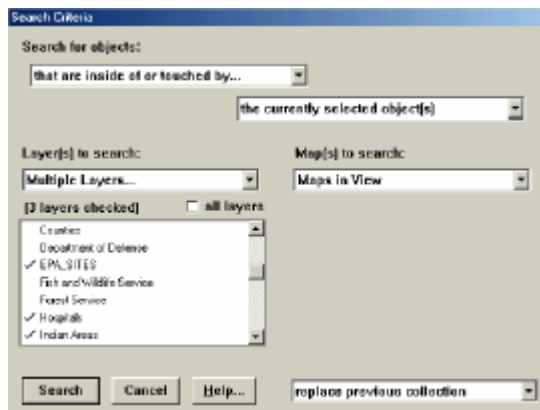 Search Criteria
Search for objects:
that are inside of or touched by...
the currently selected object(s)
Layer(s) to search:
Map(s) to search:
Multiple Layers...
Maps in View
(3 layers checked)
all layers
Counties
Department of Defense
EPA_SITES
Fish and Wildlife Service
Forest Service
Hospitals
Indian Areas
Search
Cancel
Help...
replace previous collection